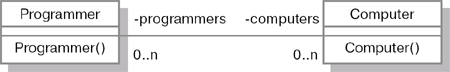 Programmer
Programmer()
-programmers
0..n
-computers
0..n
Computer
Computer()